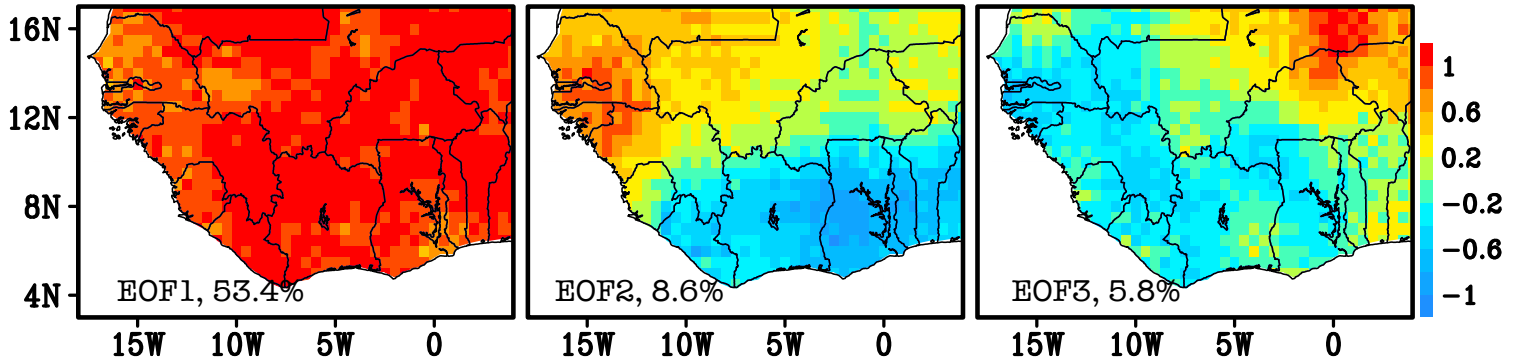 16N
12N
8N
4N
EOF1, 53.4%
EOF2, 8.6%
EOF3, 5.8%
15W 10W 5W 0
15W 10W 5W 0
15W 10W 5W 0
1
0.6
0.2
−0.2
−0.6
−1